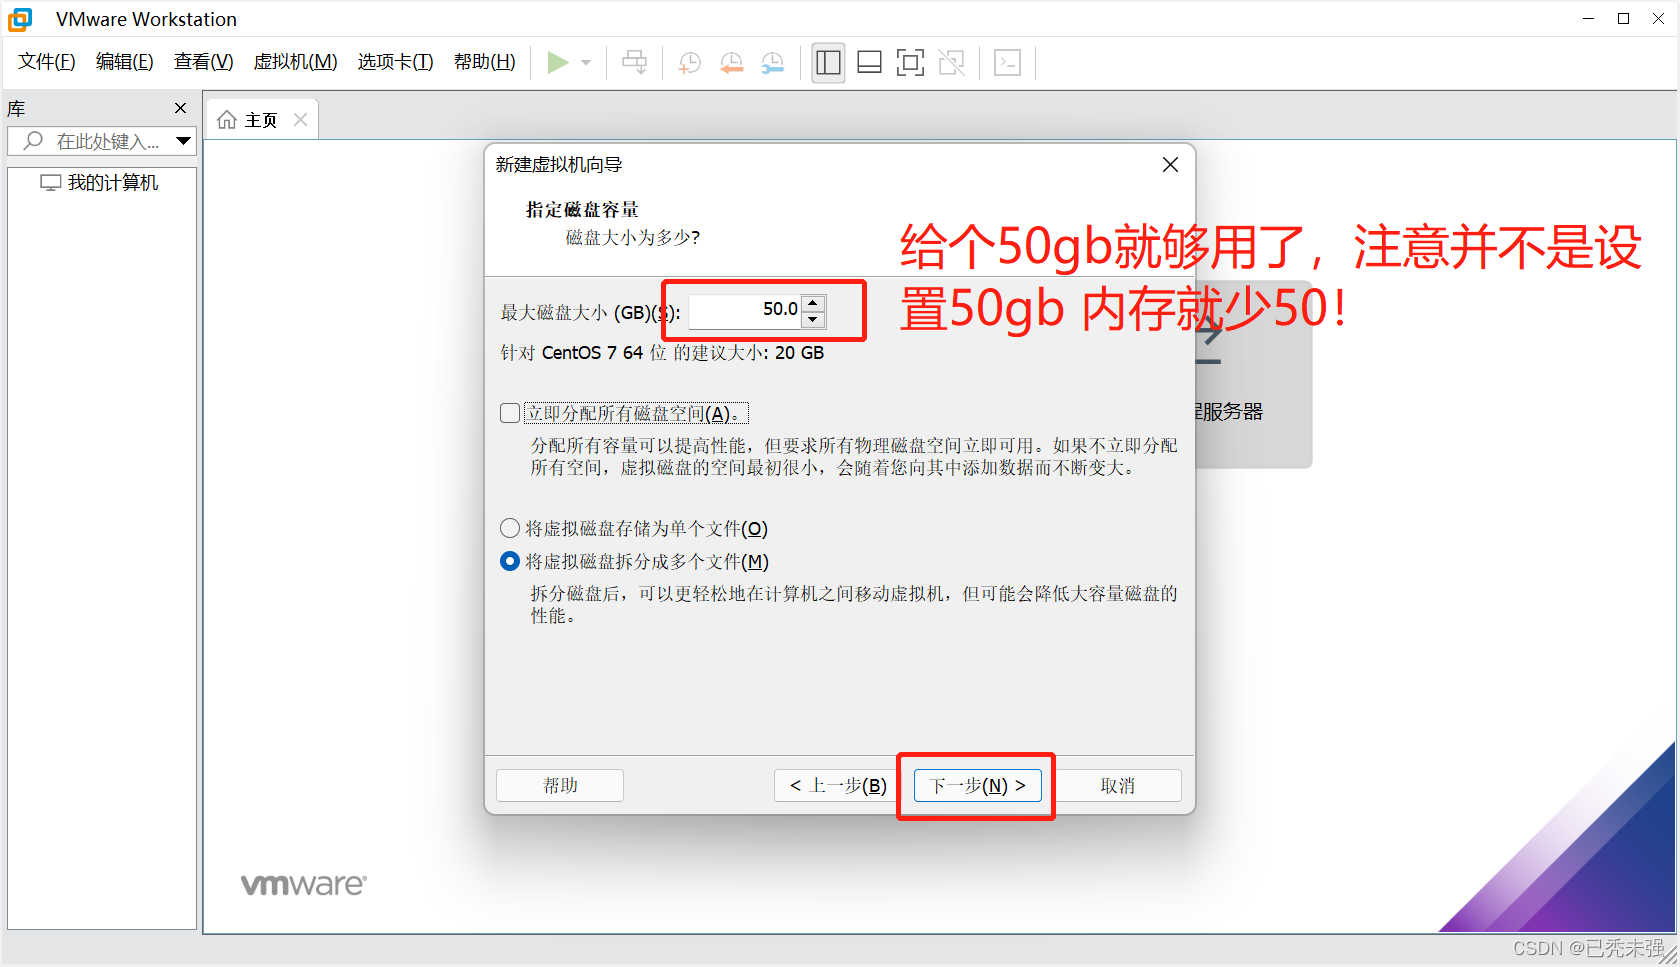 VMware Workstation
文件(F) 编辑(E) 查看(V) 虚拟机(M) 选项卡(T) 帮助(H)
库
在此处键入...
我的计算机
主页
新建虚拟机向导
指定磁盘容量
磁盘大小为多少?
给个50gb就够用了，注意并不是设
置50gb 内存就少50！
最大磁盘大小 (GB)(S): 50.0
针对 CentOS 7 64 位 的建议大小: 20 GB
立即分配所有磁盘空间(A)。
分配所有容量可以提高性能，但要求所有物理磁盘空间立即可用。如果不立即分配
所有空间，虚拟磁盘的空间最初很小，会随着您向其中添加数据而不断变大。
将虚拟磁盘存储为单个文件(O)
将虚拟磁盘拆分成多个文件(M)
拆分磁盘后，可以更轻松地在计算机之间移动虚拟机，但可能会降低大容量磁盘的
性能。
程服务器
帮助 < 上一步(B) 下一步(N) > 取消
vmware
CSDN @已秃未强